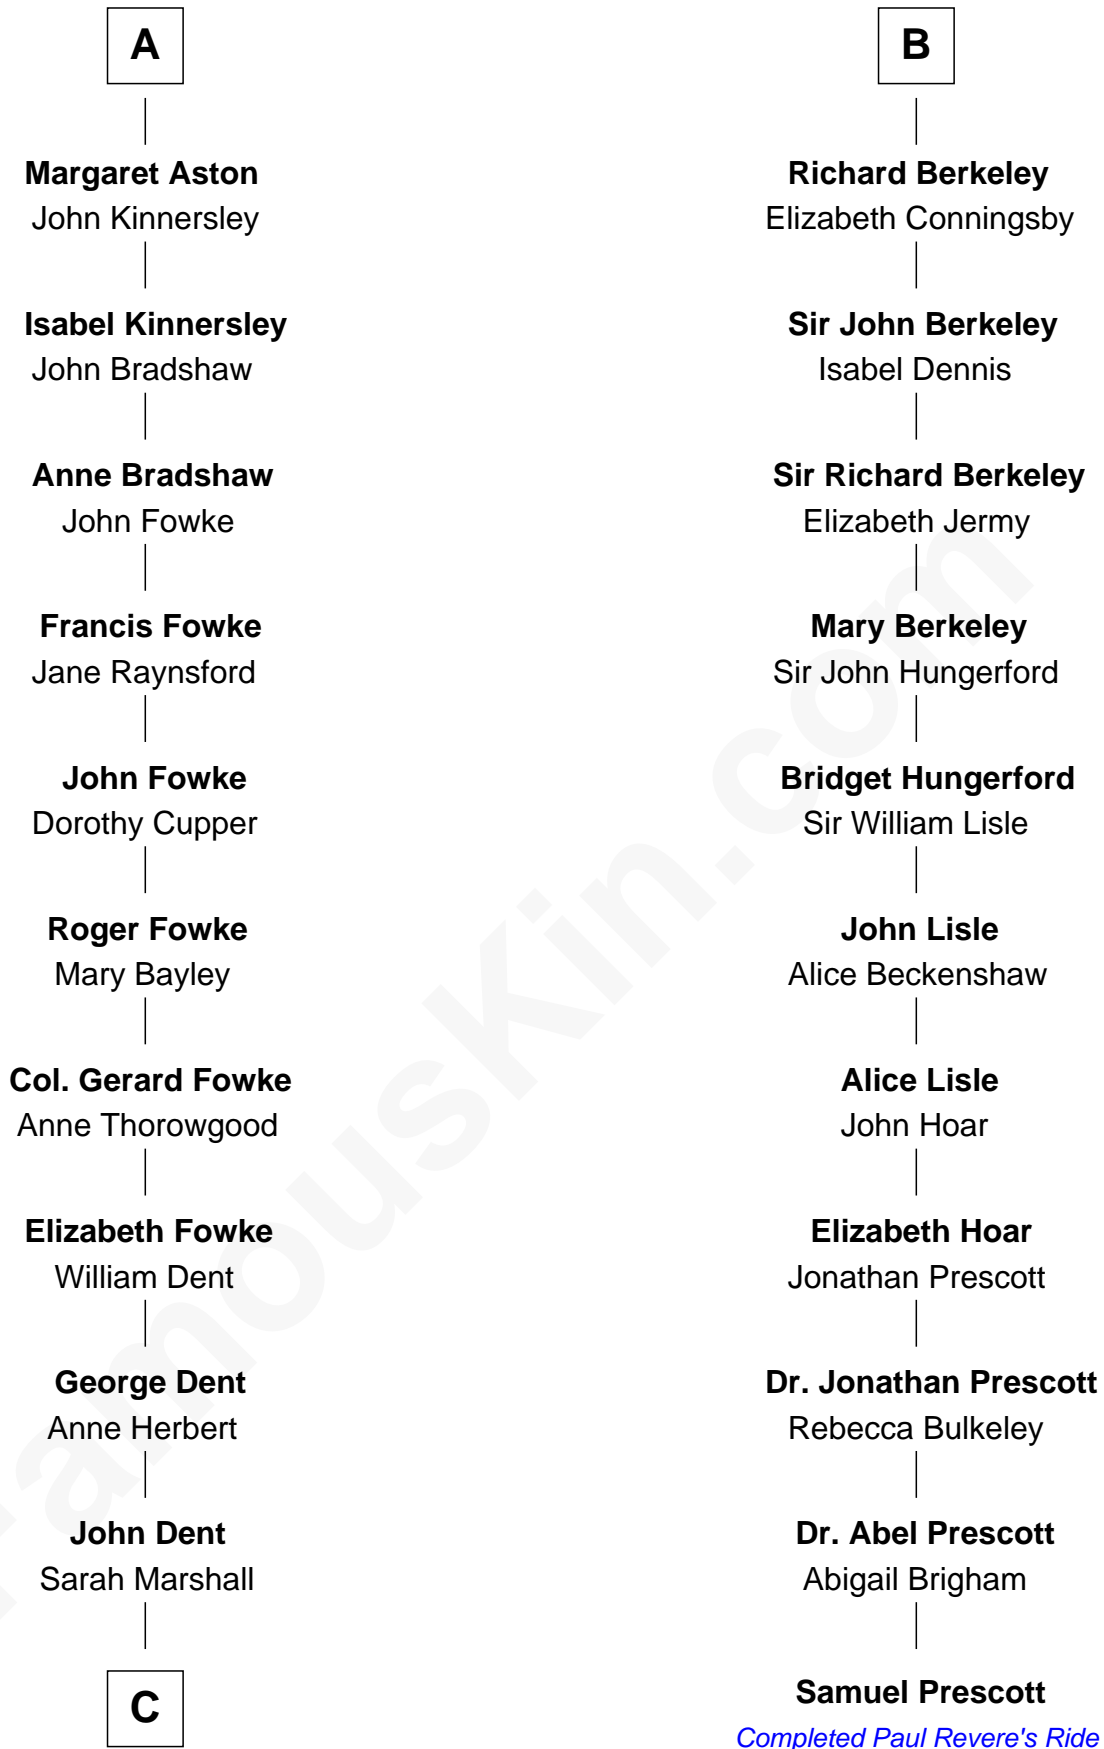 A
Margaret Aston
John Kinnersley
Isabel Kinnersley
John Bradshaw
Anne Bradshaw
John Fowke
Francis Fowke
Jane Raynsford
John Fowke
Dorothy Cupper
Roger Fowke
Mary Bayley
Col. Gerard Fowke
Anne Thorowgood
Elizabeth Fowke
William Dent
George Dent
Anne Herbert
John Dent
Sarah Marshall
C
B
Richard Berkeley
Elizabeth Conningsby
Sir John Berkeley
Isabel Dennis
Sir Richard Berkeley
Elizabeth Jermy
Mary Berkeley
Sir John Hungerford
Bridget Hungerford
Sir William Lisle
John Lisle
Alice Beckenshaw
Alice Lisle
John Hoar
Elizabeth Hoar
Jonathan Prescott
Dr. Jonathan Prescott
Rebecca Bulkeley
Dr. Abel Prescott
Abigail Brigham
Samuel Prescott
Completed Paul Revere's Ride
FamousKin.com